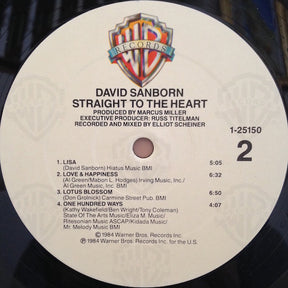 WB
RECORDS
DAVID SANBORN
STRAIGHT TO THE HEART
PRODUCED BY MARCUS MILLER
EXECUTIVE PRODUCER: RUSS TITELMAN
RECORDED AND MIXED BY ELLIOT SCHEINER
1-25150
2
1. LISA 5:05
(David Sanborn) Hiatus Music BMI
2. LOVE & HAPPINESS 6:32
(Al Green/Mabon L. Hodges) Irving Music, Inc./
Al Green Music, Inc. BMI
3. LOTUS BLOSSOM 5:50
(Don Grolnick) Carmine Street Pub. BMI
4. ONE HUNDRED WAYS 4:07
(Kathy Wakefield/Ben Wright/Tony Coleman)
State Of The Arts Music/Eliza M. Music/
Ritesonian Music ASCAP/Kidada Music/
Mr. Melody Music BMI
© 1984 Warner Bros. Records Inc.
℗ 1984 Warner Bros. Records Inc. for the U.S.